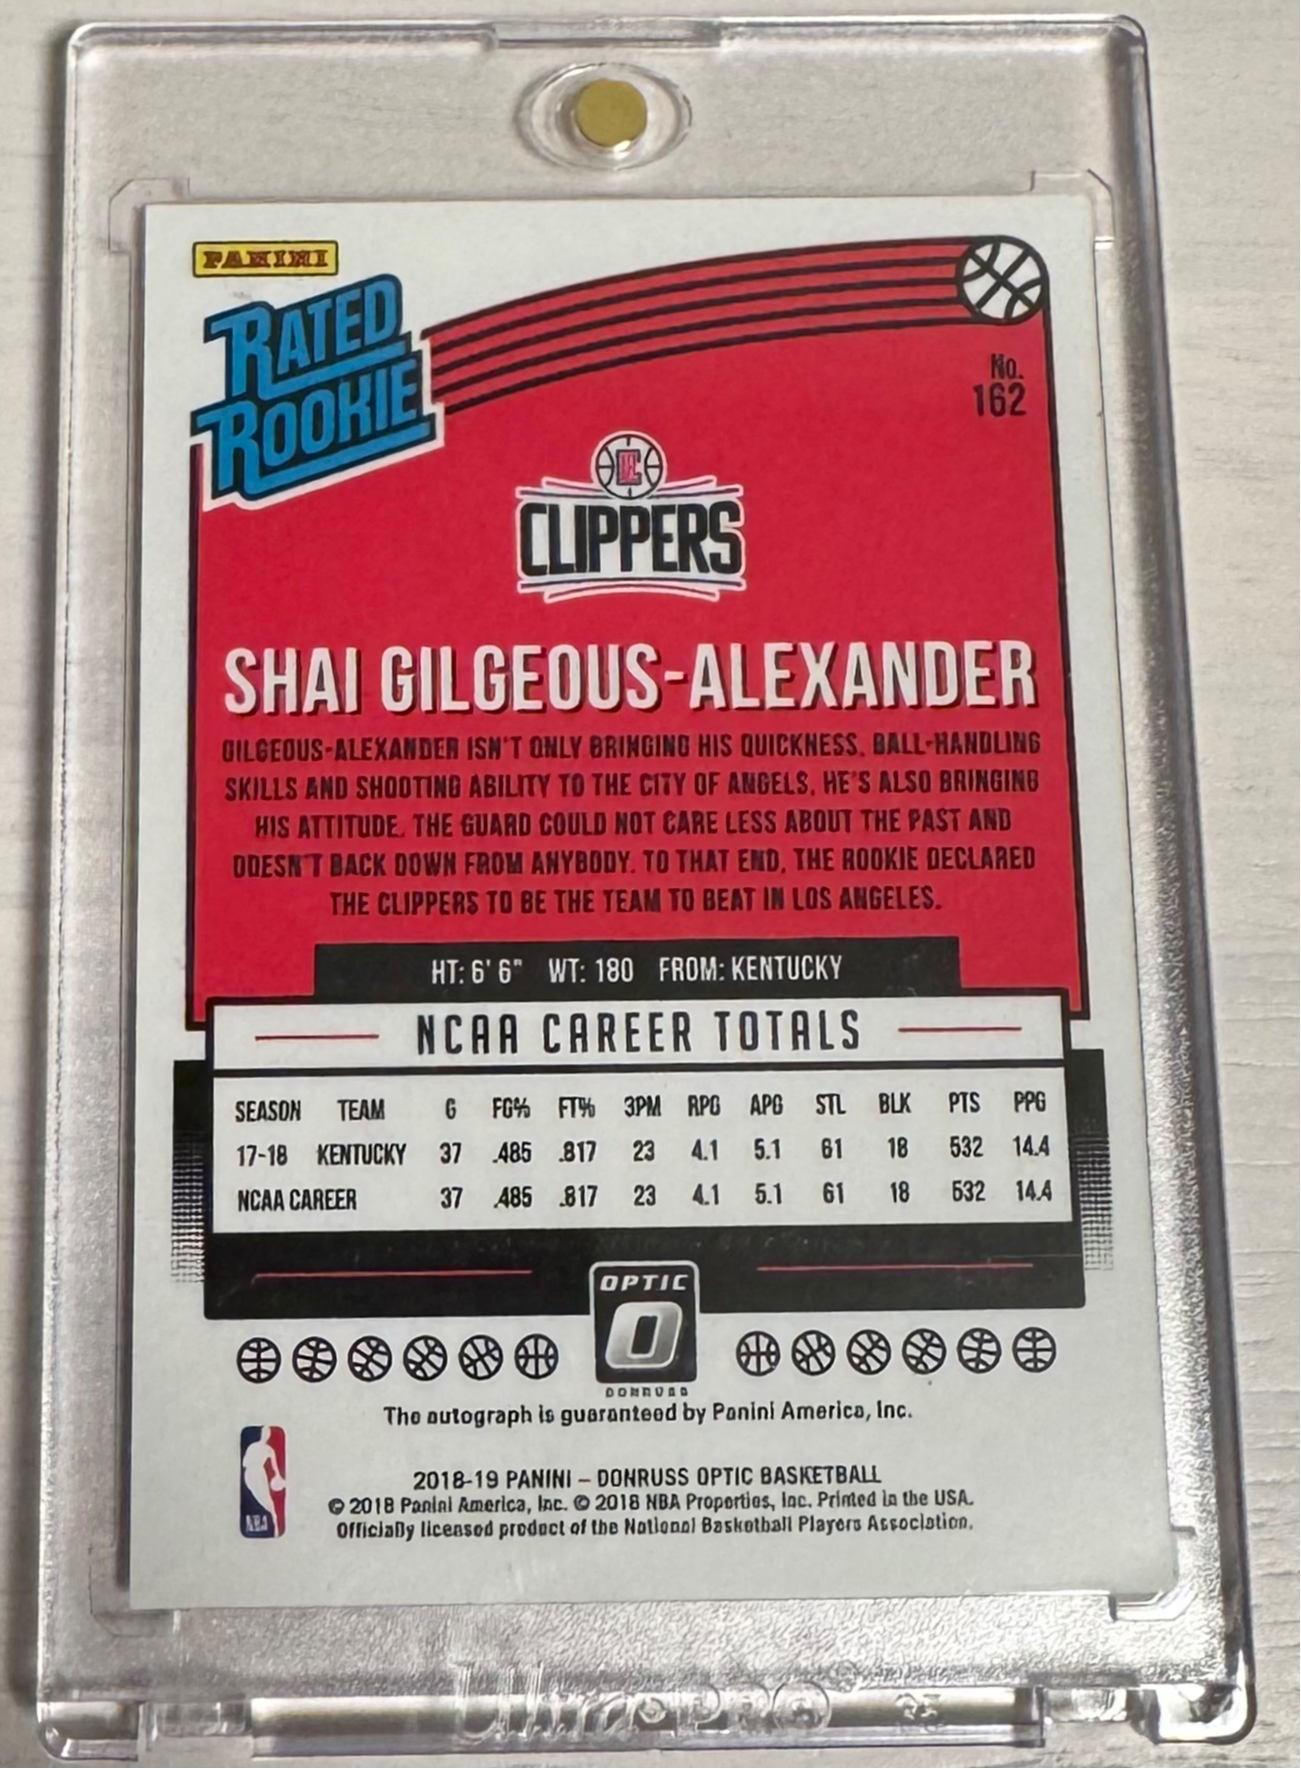 PANINI
RATED
ROOKIE
No.
162
LAC
CLIPPERS
SHAI GILGEOUS-ALEXANDER
GILGEOUS-ALEXANDER ISN'T ONLY BRINGING HIS QUICKNESS, BALL-HANDLING
SKILLS AND SHOOTING ABILITY TO THE CITY OF ANGELS, HE'S ALSO BRINGING
HIS ATTITUDE. THE GUARD COULD NOT CARE LESS ABOUT THE PAST AND
DOESN'T BACK DOWN FROM ANYBODY. TO THAT END, THE ROOKIE DECLARED
THE CLIPPERS TO BE THE TEAM TO BEAT IN LOS ANGELES.
HT: 6' 6" WT: 180 FROM: KENTUCKY
NCAA CAREER TOTALS
SEASON TEAM G FG% FT% 3PM RPG APG STL BLK PTS PPG
17-18 KENTUCKY 37 .485 .817 23 4.1 5.1 61 18 532 14.4
NCAA CAREER 37 .485 .817 23 4.1 5.1 61 18 532 14.4
OPTIC
O
DONRUSS
The autograph is guaranteed by Panini America, Inc.
2018-19 PANINI – DONRUSS OPTIC BASKETBALL
© 2018 Panini America, Inc. © 2018 NBA Properties, Inc. Printed in the USA.
Officially licensed product of the National Basketball Players Association.
NBA
Ultra PRO®